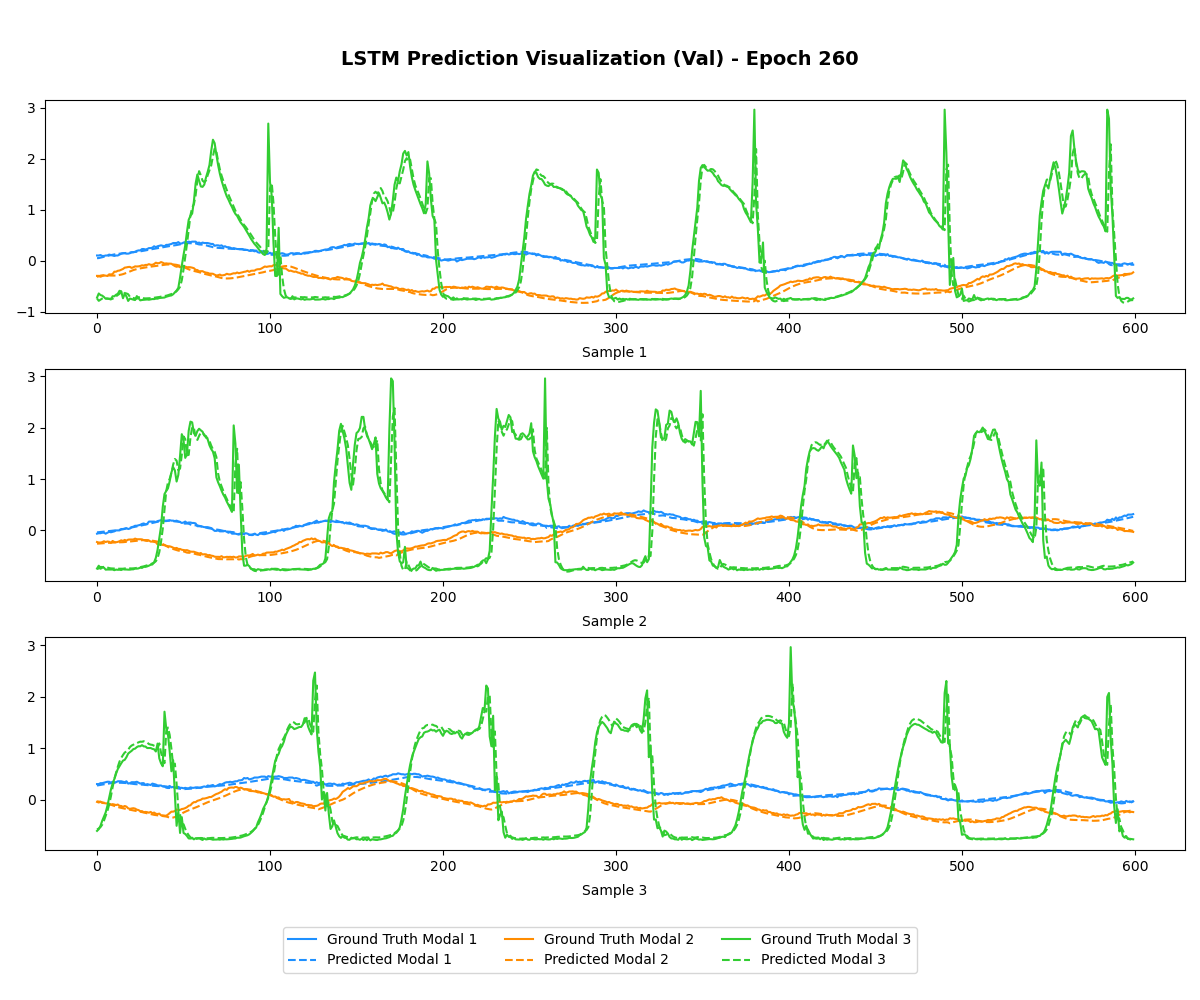 LSTM Prediction Visualization (Val) - Epoch 260
3
2
1
0
−1
0 100 200 300 400 500 600
Sample 1
3
2
1
0
0 100 200 300 400 500 600
Sample 2
3
2
1
0
0 100 200 300 400 500 600
Sample 3
Ground Truth Modal 1 Ground Truth Modal 2 Ground Truth Modal 3
Predicted Modal 1 Predicted Modal 2 Predicted Modal 3